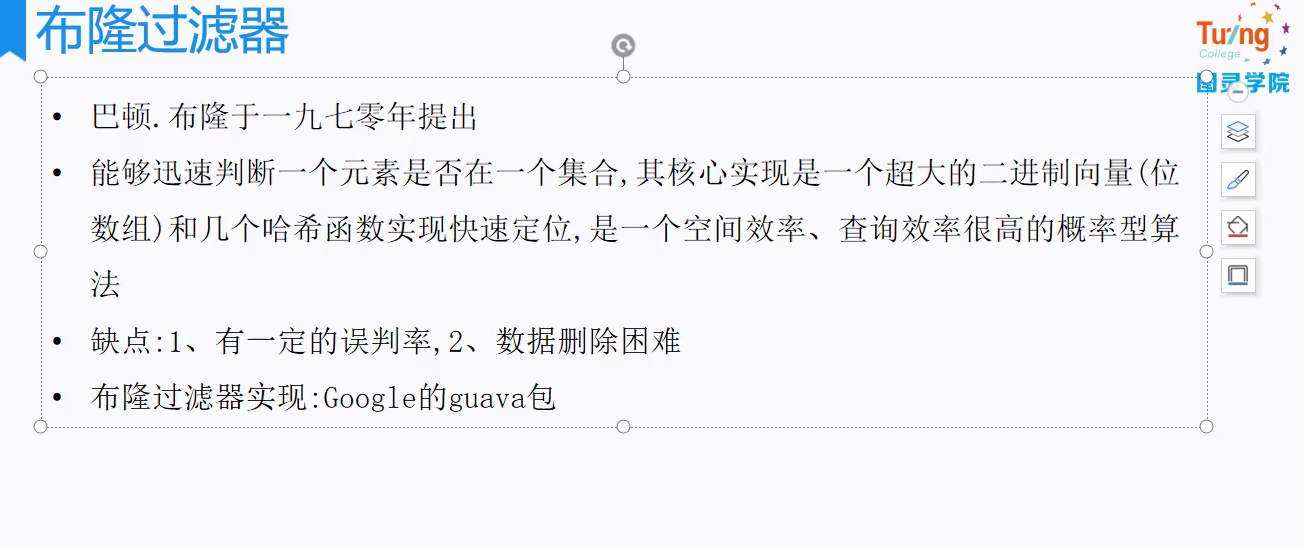 布隆过滤器
Tuling
College
图灵学院
• 巴顿.布隆于一九七零年提出
• 能够迅速判断一个元素是否在一个集合,其核心实现是一个超大的二进制向量(位
数组)和几个哈希函数实现快速定位,是一个空间效率、查询效率很高的概率型算
法
• 缺点:1、有一定的误判率,2、数据删除困难
• 布隆过滤器实现:Google的guava包